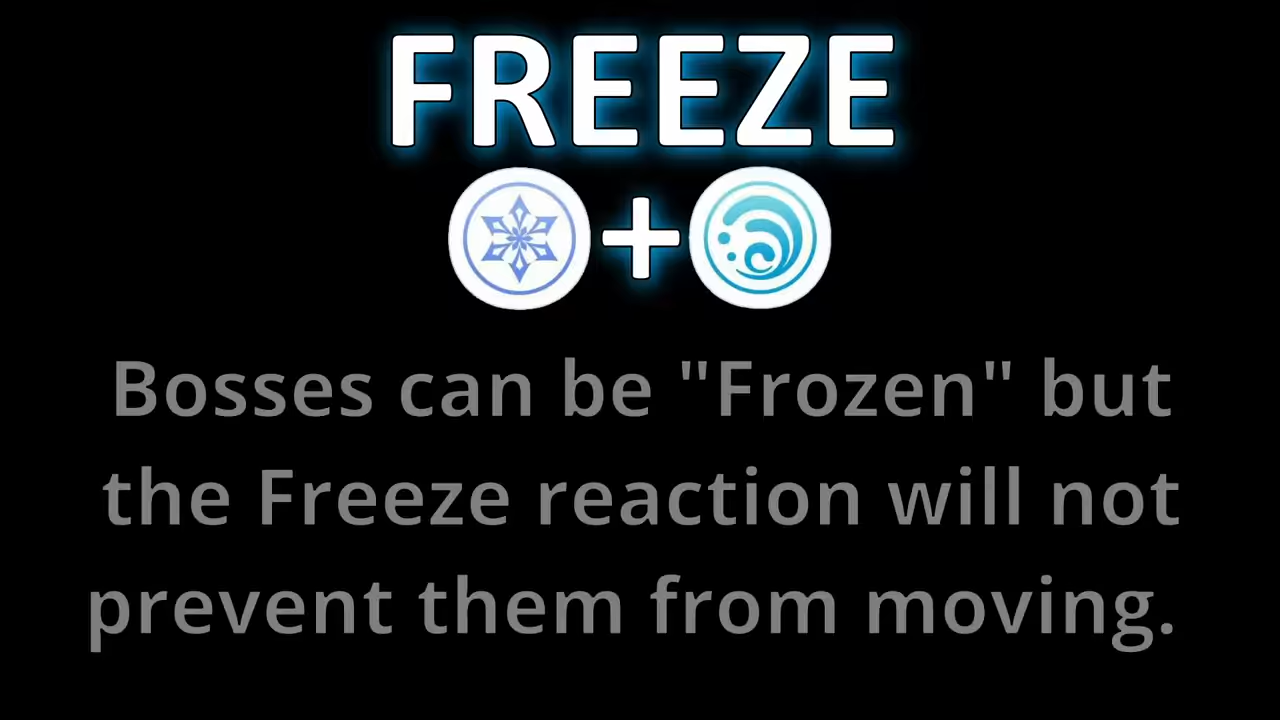 FREEZE
+
Bosses can be "Frozen" but
the Freeze reaction will not
prevent them from moving.